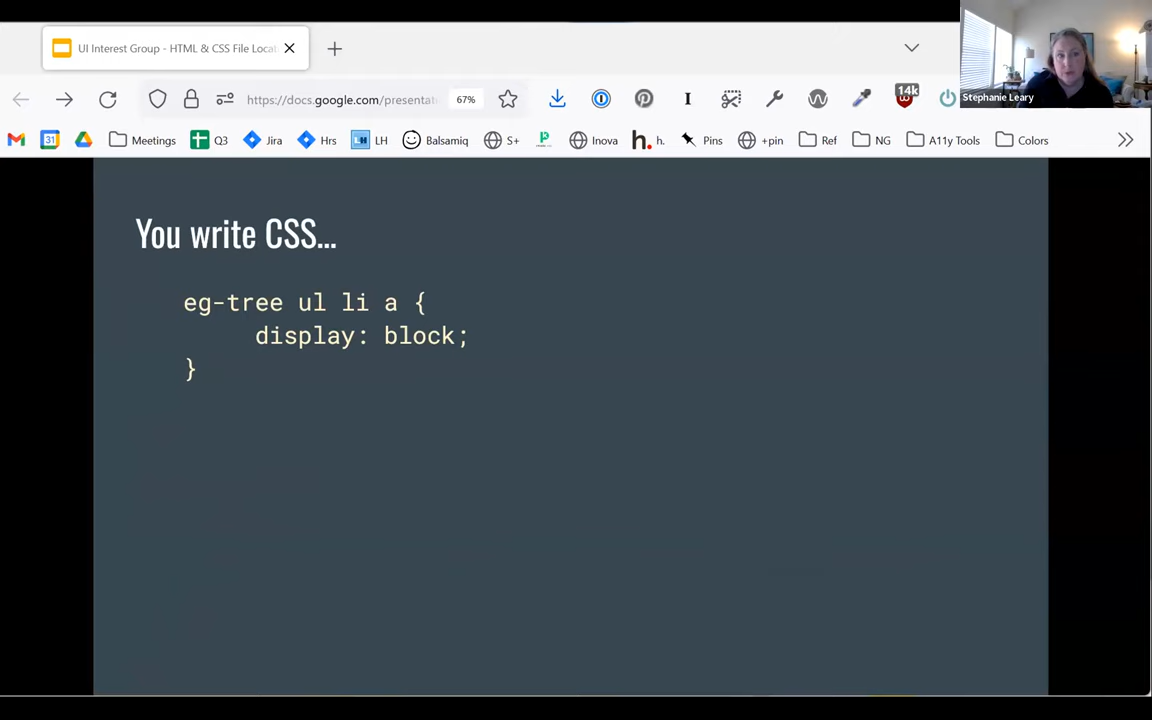 UI Interest Group - HTML & CSS File Locat
https://docs.google.com/presentat
67%
14k
Stephanie Leary
31
Meetings
Q3
Jira
Hrs
LH
LH
Balsamiq
S+
Inova
h. h.
Pins
+pin
Ref
NG
A11y Tools
Colors
You write CSS...
eg-tree ul li a {
display: block;
}